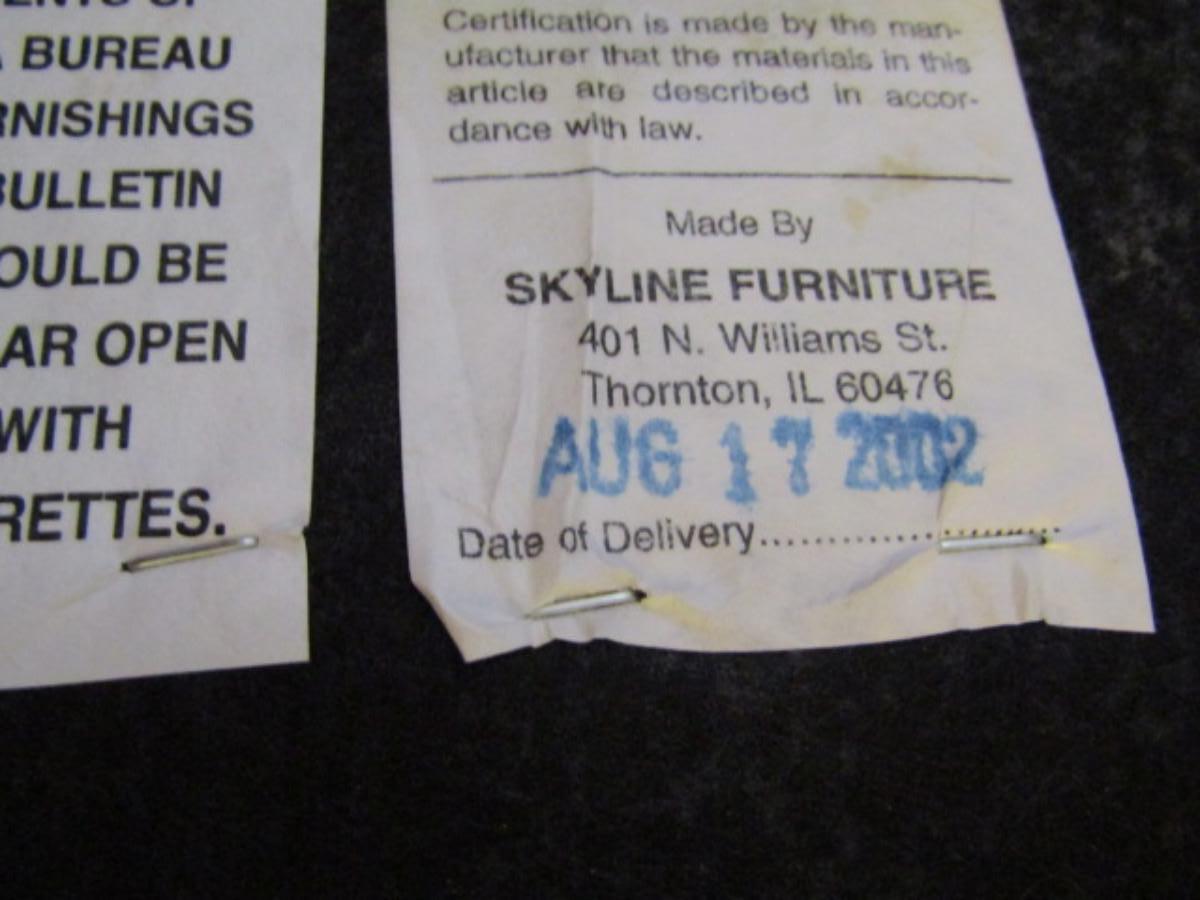 BUREAU
RNISHINGS
BULLETIN
OULD BE
AR OPEN
WITH
RETTES.
Certification is made by the man-
ufacturer that the materials in this
article are described in accor-
dance with law.
Made By
SKYLINE FURNITURE
401 N. Williams St.
Thornton, IL 60476
AUG 17 2002
Date of Delivery..............................